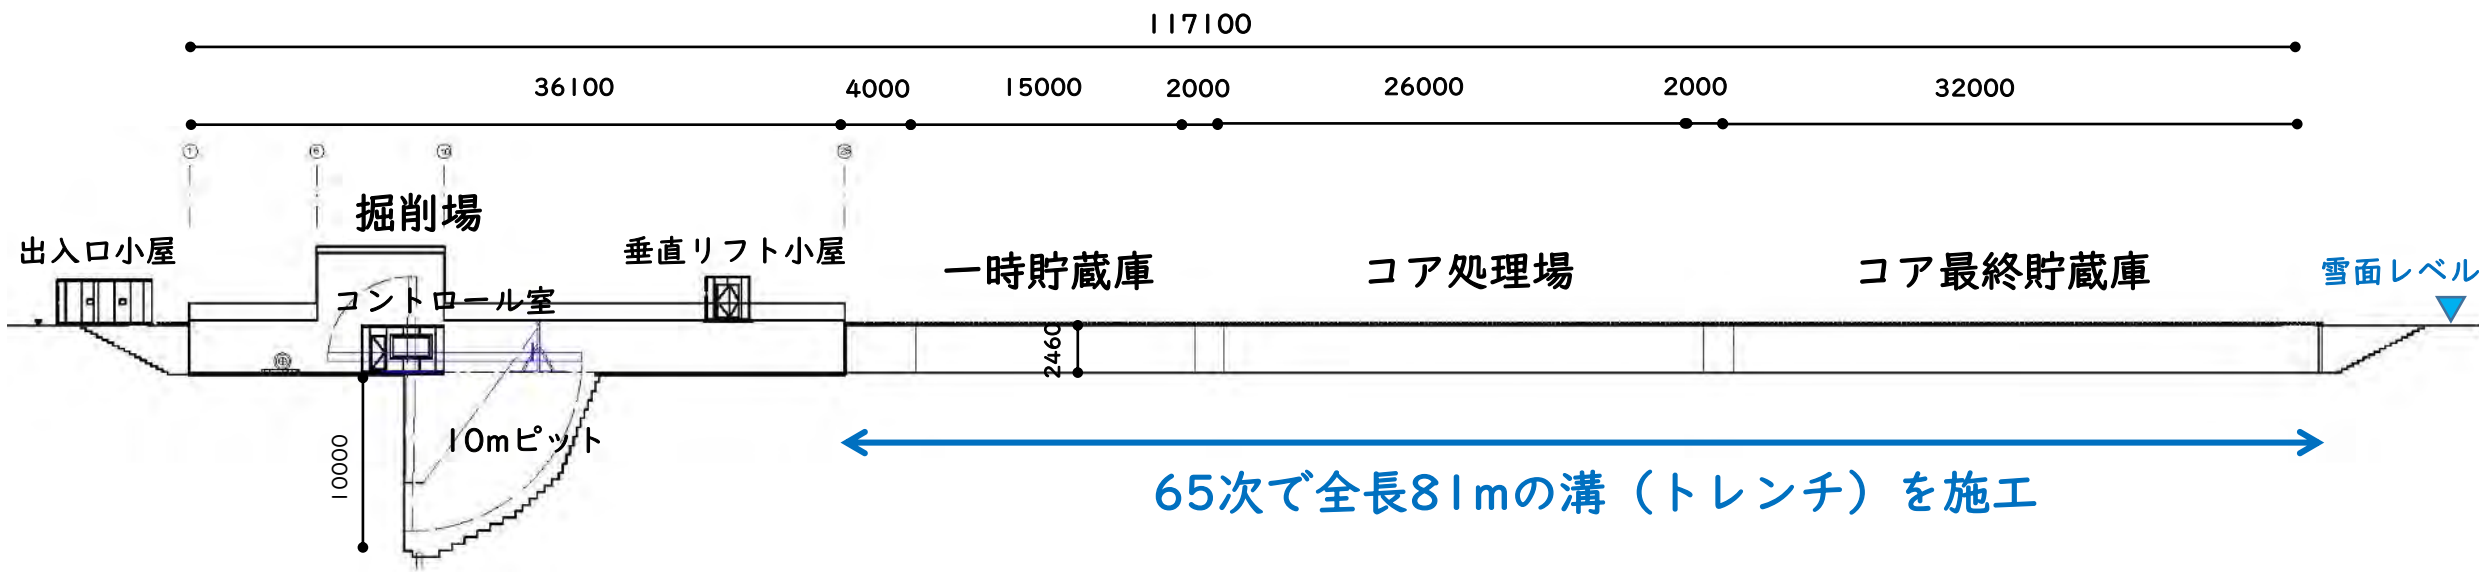 117100
36100
4000
15000
2000
26000
2000
32000
1
6
10
掘削場
出入口小屋
垂直リフト小屋
一時貯蔵庫
コア処理場
コア最終貯蔵庫
雪面レベル
コントロール室
2460
10mピット
10000
65次で全長81mの溝（トレンチ）を施工